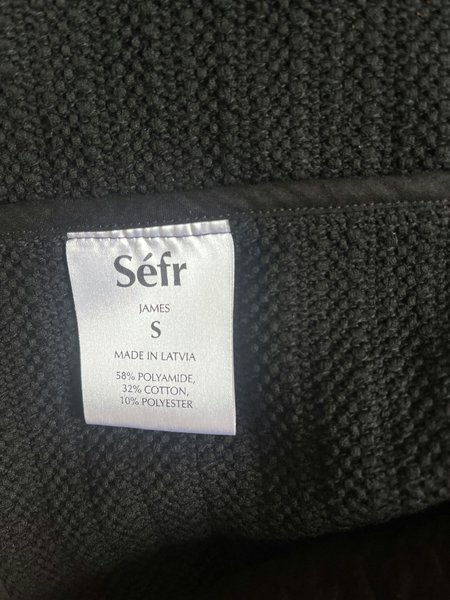 Séfr
JAMES
S
MADE IN LATVIA
58% POLYAMIDE,
32% COTTON,
10% POLYESTER